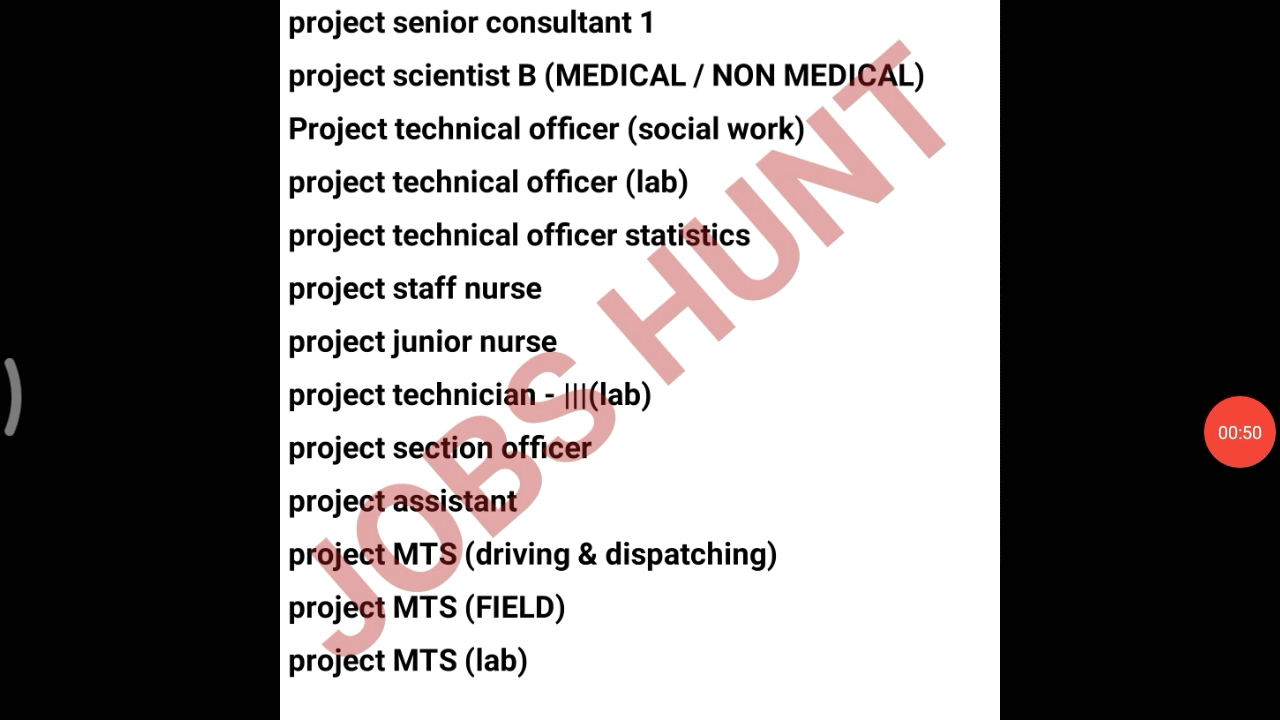 project senior consultant 1
project scientist B (MEDICAL / NON MEDICAL)
Project technical officer (social work)
project technical officer (lab)
project technical officer statistics
project staff nurse
project junior nurse
project technician - |||(lab)
project section officer
project assistant
project MTS (driving & dispatching)
project MTS (FIELD)
project MTS (lab)
JOBS HUNT
00:50